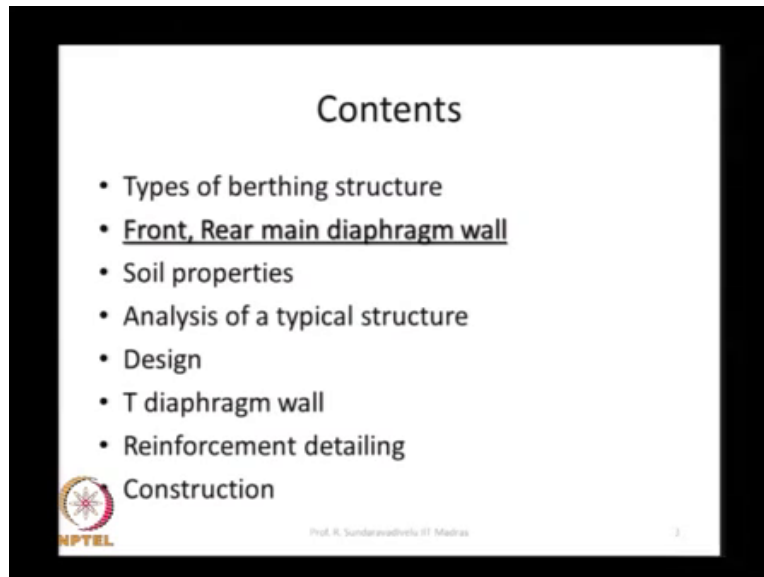 Contents
• Types of berthing structure
• Front, Rear main diaphragm wall
• Soil properties
• Analysis of a typical structure
• Design
• T diaphragm wall
• Reinforcement detailing
Construction
Prof. R. Sundaravadivelu IIT Madras
NPTEL